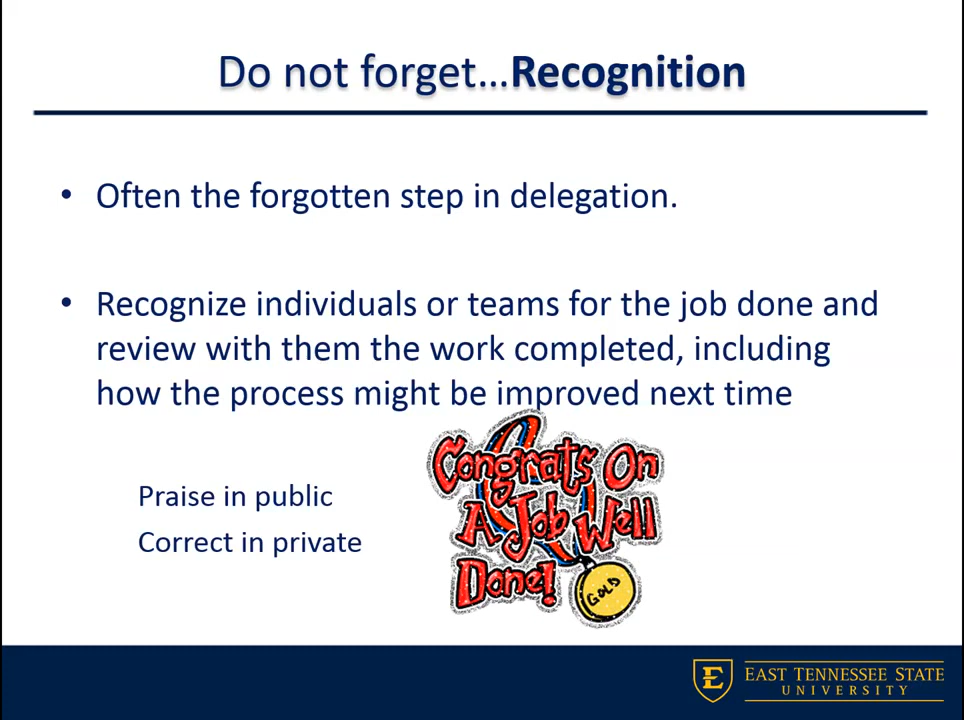 Do not forget...Recognition
• Often the forgotten step in delegation.
• Recognize individuals or teams for the job done and
review with them the work completed, including
how the process might be improved next time
Praise in public
Correct in private
Congrats On
A Job Well
Done!
GOLD
E
EAST TENNESSEE STATE
UNIVERSITY